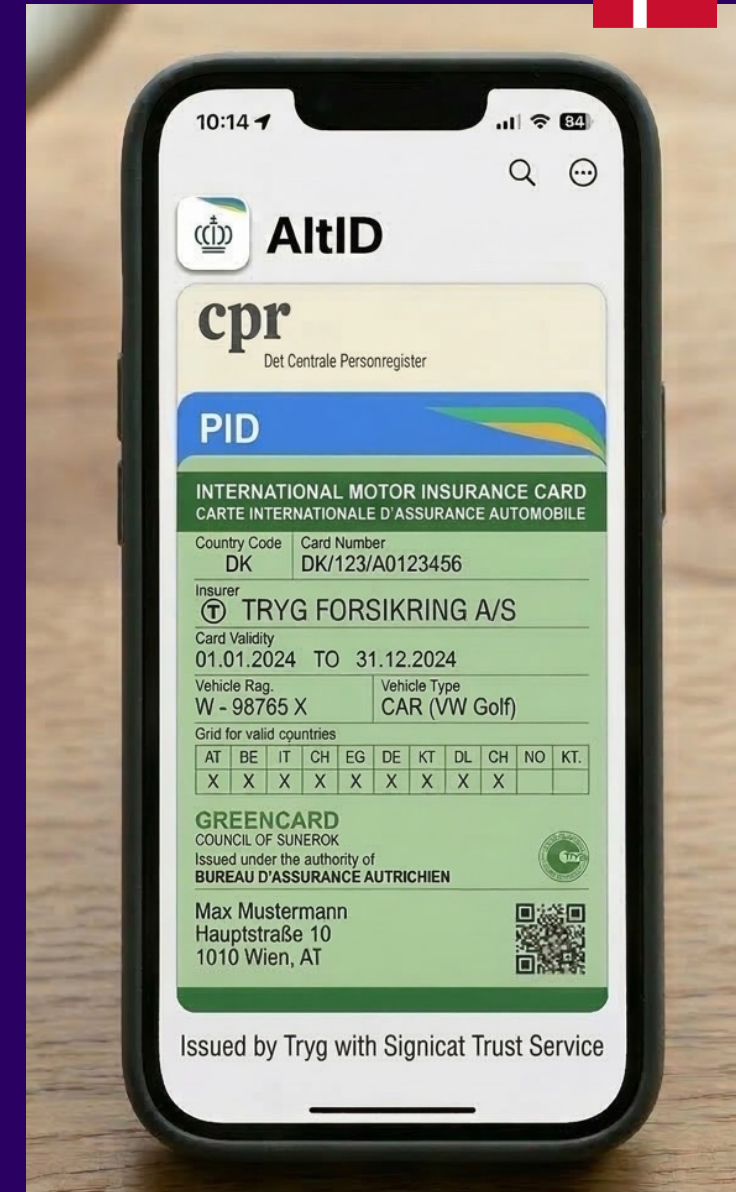 10:14
84
AltID
cpr
Det Centrale Personregister
PID
INTERNATIONAL MOTOR INSURANCE CARD
CARTE INTERNATIONALE D'ASSURANCE AUTOMOBILE
Country Code Card Number
DK DK/123/A0123456
Insurer
T TRYG FORSIKRING A/S
Card Validity
01.01.2024 TO 31.12.2024
Vehicle Rag. Vehicle Type
W - 98765 X CAR (VW Golf)
Grid for valid countries
AT BE IT CH EG DE KT DL CH NO KT.
X X X X X X X X X
GREENCARD
COUNCIL OF SUNEROK
Issued under the authority of
BUREAU D'ASSURANCE AUTRICHIEN
Max Mustermann
Hauptstraße 10
1010 Wien, AT
Issued by Tryg with Signicat Trust Service